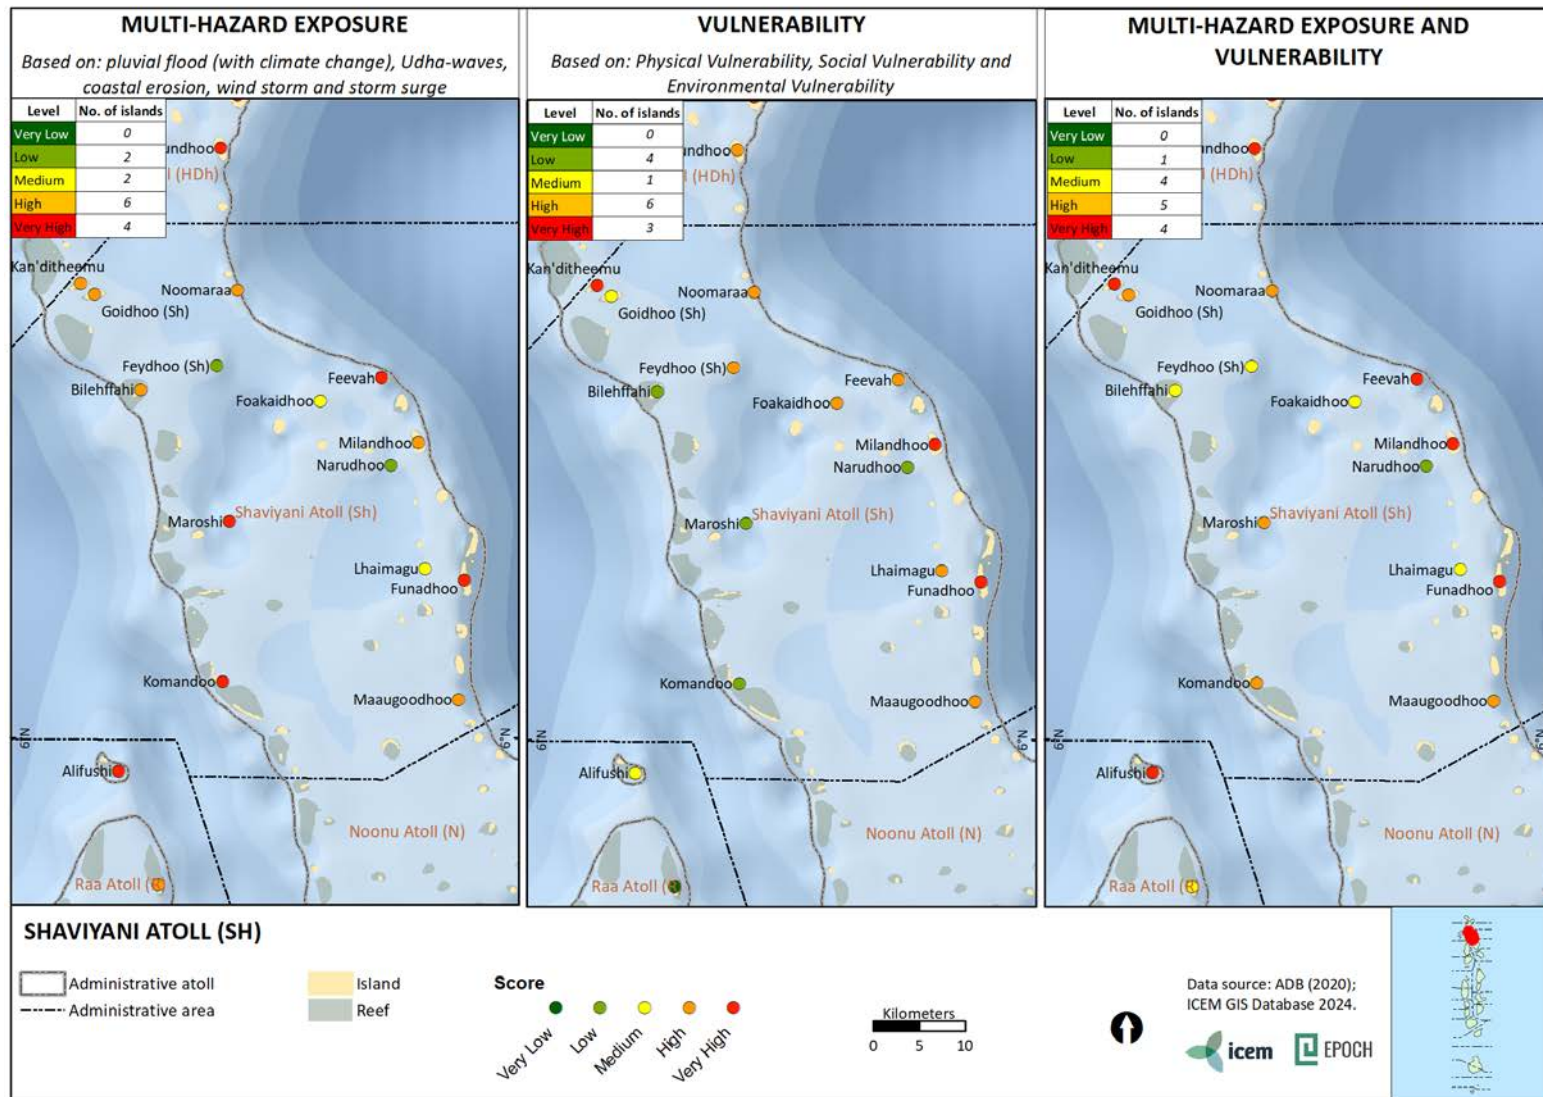 MULTI-HAZARD EXPOSURE
Based on: pluvial flood (with climate change), Udha-waves,
coastal erosion, wind storm and storm surge
Level No. of islands
Very Low 0
Low 2
Medium 2
High 6
Very High 4
undhoo
l (HDh)
Kan'ditheemu
Goidhoo (Sh)
Noomaraa
Feydhoo (Sh)
Bilehffahi
Feevah
Foakaidhoo
Milandhoo
Narudhoo
Maroshi
Shaviyani Atoll (Sh)
Lhaimagu
Funadhoo
Komandoo
Maaugoodhoo
6°N
6°N
Alifushi
Noonu Atoll (N)
Raa Atoll (
VULNERABILITY
Based on: Physical Vulnerability, Social Vulnerability and
Environmental Vulnerability
Level No. of islands
Very Low 0
Low 4
Medium 1
High 6
Very High 3
undhoo
l (HDh)
Kan'ditheemu
Goidhoo (Sh)
Noomaraa
Feydhoo (Sh)
Bilehffahi
Feevah
Foakaidhoo
Milandhoo
Narudhoo
Maroshi
Shaviyani Atoll (Sh)
Lhaimagu
Funadhoo
Komandoo
Maaugoodhoo
6°N
6°N
Alifushi
Noonu Atoll (N)
Raa Atoll (
MULTI-HAZARD EXPOSURE AND
VULNERABILITY
Level No. of islands
Very Low 0
Low 1
Medium 4
High 5
Very High 4
undhoo
l (HDh)
Kan'ditheemu
Goidhoo (Sh)
Noomaraa
Feydhoo (Sh)
Bilehffahi
Feevah
Foakaidhoo
Milandhoo
Narudhoo
Maroshi
Shaviyani Atoll (Sh)
Lhaimagu
Funadhoo
Komandoo
Maaugoodhoo
6°N
6°N
Alifushi
Noonu Atoll (N)
Raa Atoll (
SHAVIYANI ATOLL (SH)
Administrative atoll
Administrative area
Island
Reef
Score
Very Low
Low
Medium
High
Very High
Kilometers
0 5 10
Data source: ADB (2020);
ICEM GIS Database 2024.
icem
EPOCH